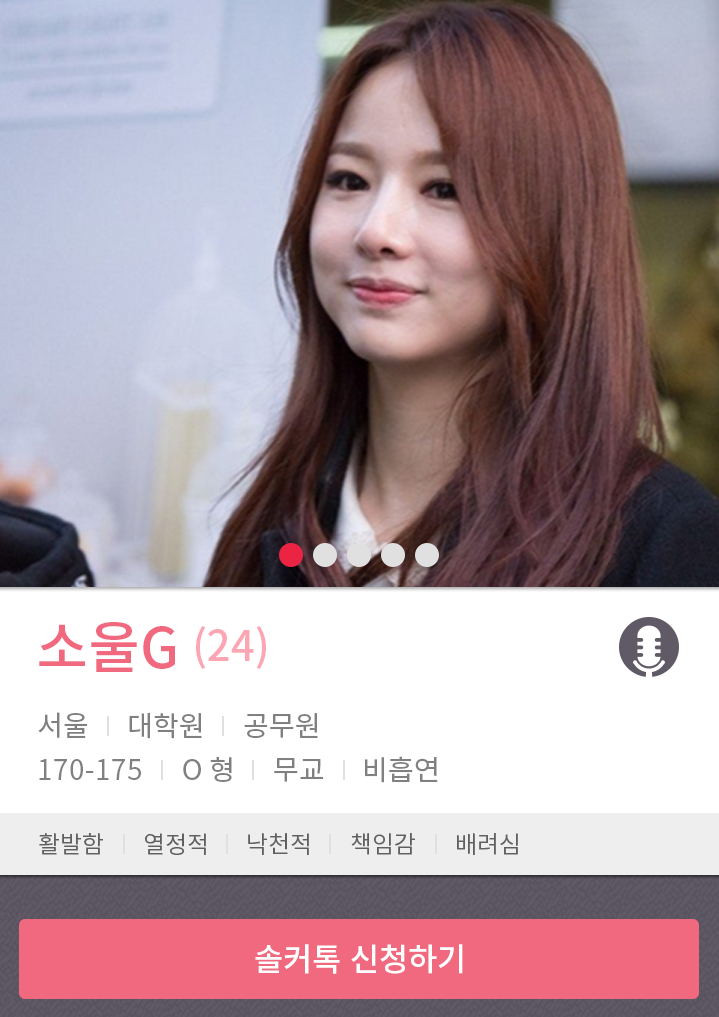 소울G (24)
서울 대학원 공무원
170-175 O 형 무교 비흡연
활발함 열정적 낙천적 책임감 배려심
솔커톡 신청하기